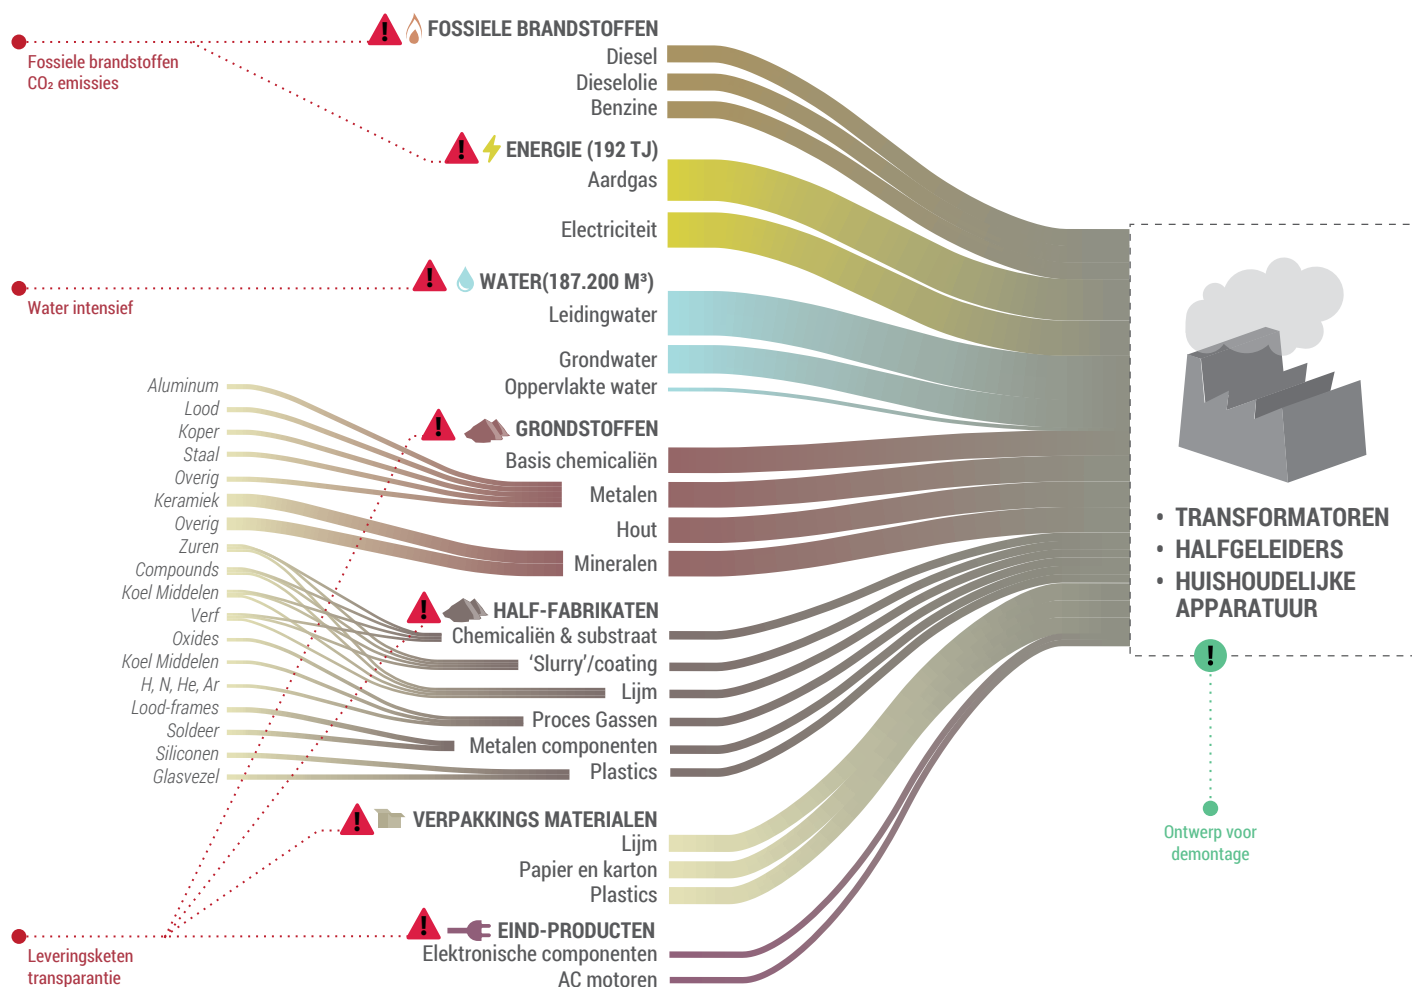 FOSSIELE BRANDSTOFFEN
Diesel
Dieselolie
Benzine
Fossiele brandstoffen
CO₂ emissies
ENERGIE (192 TJ)
Aardgas
Electriciteit
WATER(187.200 M³)
Leidingwater
Grondwater
Oppervlakte water
Water intensief
Aluminum
Lood
Koper
Staal
Overig
Keramiek
Overig
Zuren
Compounds
Koel Middelen
Verf
Oxides
Koel Middelen
H, N, He, Ar
Lood-frames
Soldeer
Siliconen
Glasvezel
GRONDSTOFFEN
Basis chemicaliën
Metalen
Hout
Mineralen
HALF-FABRIKATEN
Chemicaliën & substraat
‘Slurry’/coating
Lijm
Proces Gassen
Metalen componenten
Plastics
VERPAKKINGS MATERIALEN
Lijm
Papier en karton
Plastics
EIND-PRODUCTEN
Elektronische componenten
AC motoren
Leveringsketen
transparantie
• TRANSFORMATOREN
• HALFGELEIDERS
• HUISHOUDELIJKE
APPARATUUR
Ontwerp voor
demontage